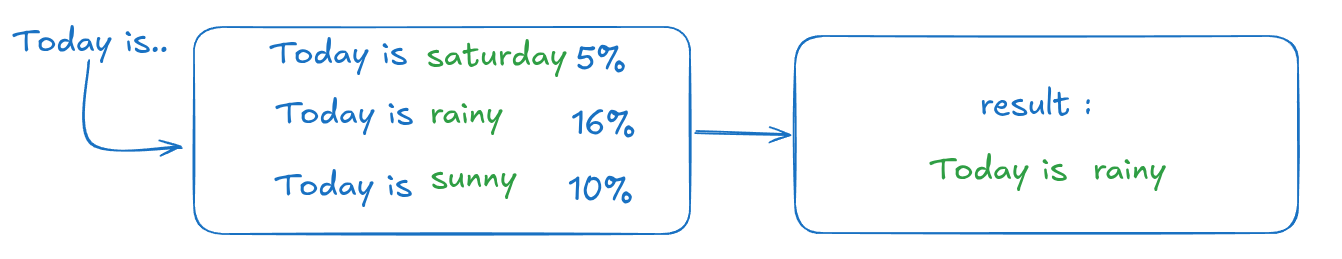 Today is..
Today is saturday 5%
Today is rainy 16%
Today is sunny 10%
result :
Today is rainy